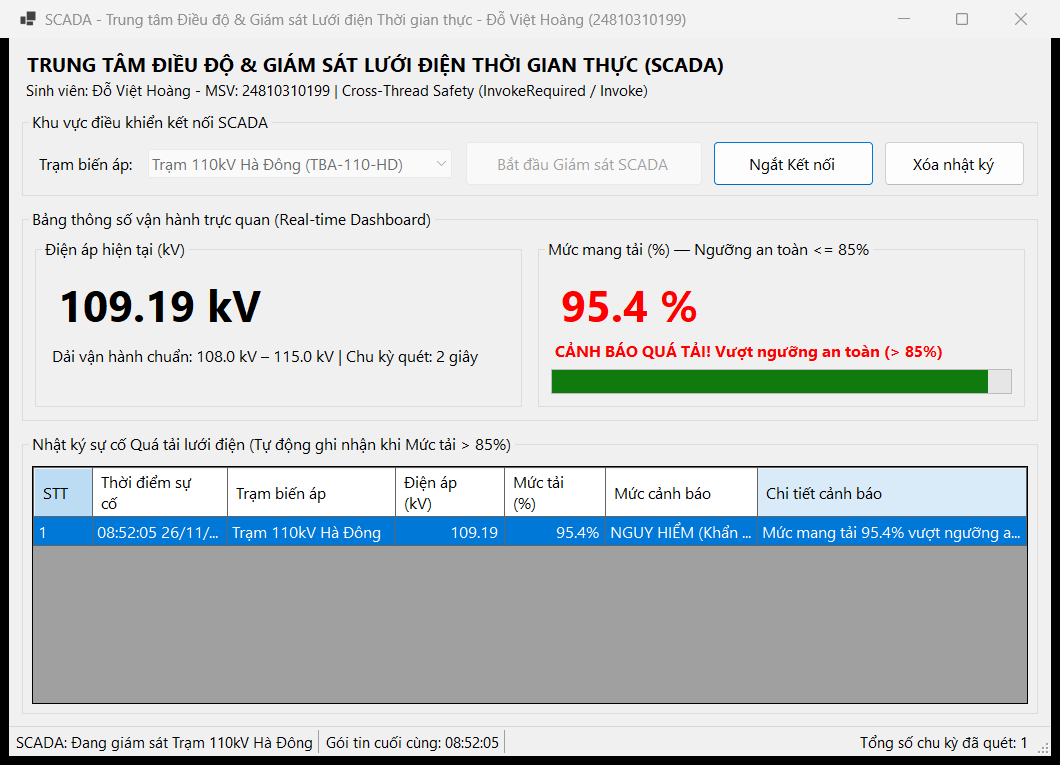 SCADA - Trung tâm Điều độ & Giám sát Lưới điện Thời gian thực - Đỗ Việt Hoàng (24810310199)
TRUNG TÂM ĐIỀU ĐỘ & GIÁM SÁT LƯỚI ĐIỆN THỜI GIAN THỰC (SCADA)
Sinh viên: Đỗ Việt Hoàng - MSV: 24810310199 | Cross-Thread Safety (InvokeRequired / Invoke)
Khu vực điều khiển kết nối SCADA
Trạm biến áp: Trạm 110kV Hà Đông (TBA-110-HD) Bắt đầu Giám sát SCADA Ngắt Kết nối Xóa nhật ký
Bảng thông số vận hành trực quan (Real-time Dashboard)
Điện áp hiện tại (kV)
109.19 kV
Dải vận hành chuẩn: 108.0 kV – 115.0 kV | Chu kỳ quét: 2 giây
Mức mang tải (%) — Ngưỡng an toàn <= 85%
95.4 %
CẢNH BÁO QUÁ TẢI! Vượt ngưỡng an toàn (> 85%)
Nhật ký sự cố Quá tải lưới điện (Tự động ghi nhận khi Mức tải > 85%)
STT Thời điểm sự cố Trạm biến áp Điện áp (kV) Mức tải (%) Mức cảnh báo Chi tiết cảnh báo
1 08:52:05 26/11/... Trạm 110kV Hà Đông 109.19 95.4% NGUY HIỂM (Khẩn ... Mức mang tải 95.4% vượt ngưỡng a...
SCADA: Đang giám sát Trạm 110kV Hà Đông Gói tin cuối cùng: 08:52:05 Tổng số chu kỳ đã quét: 1